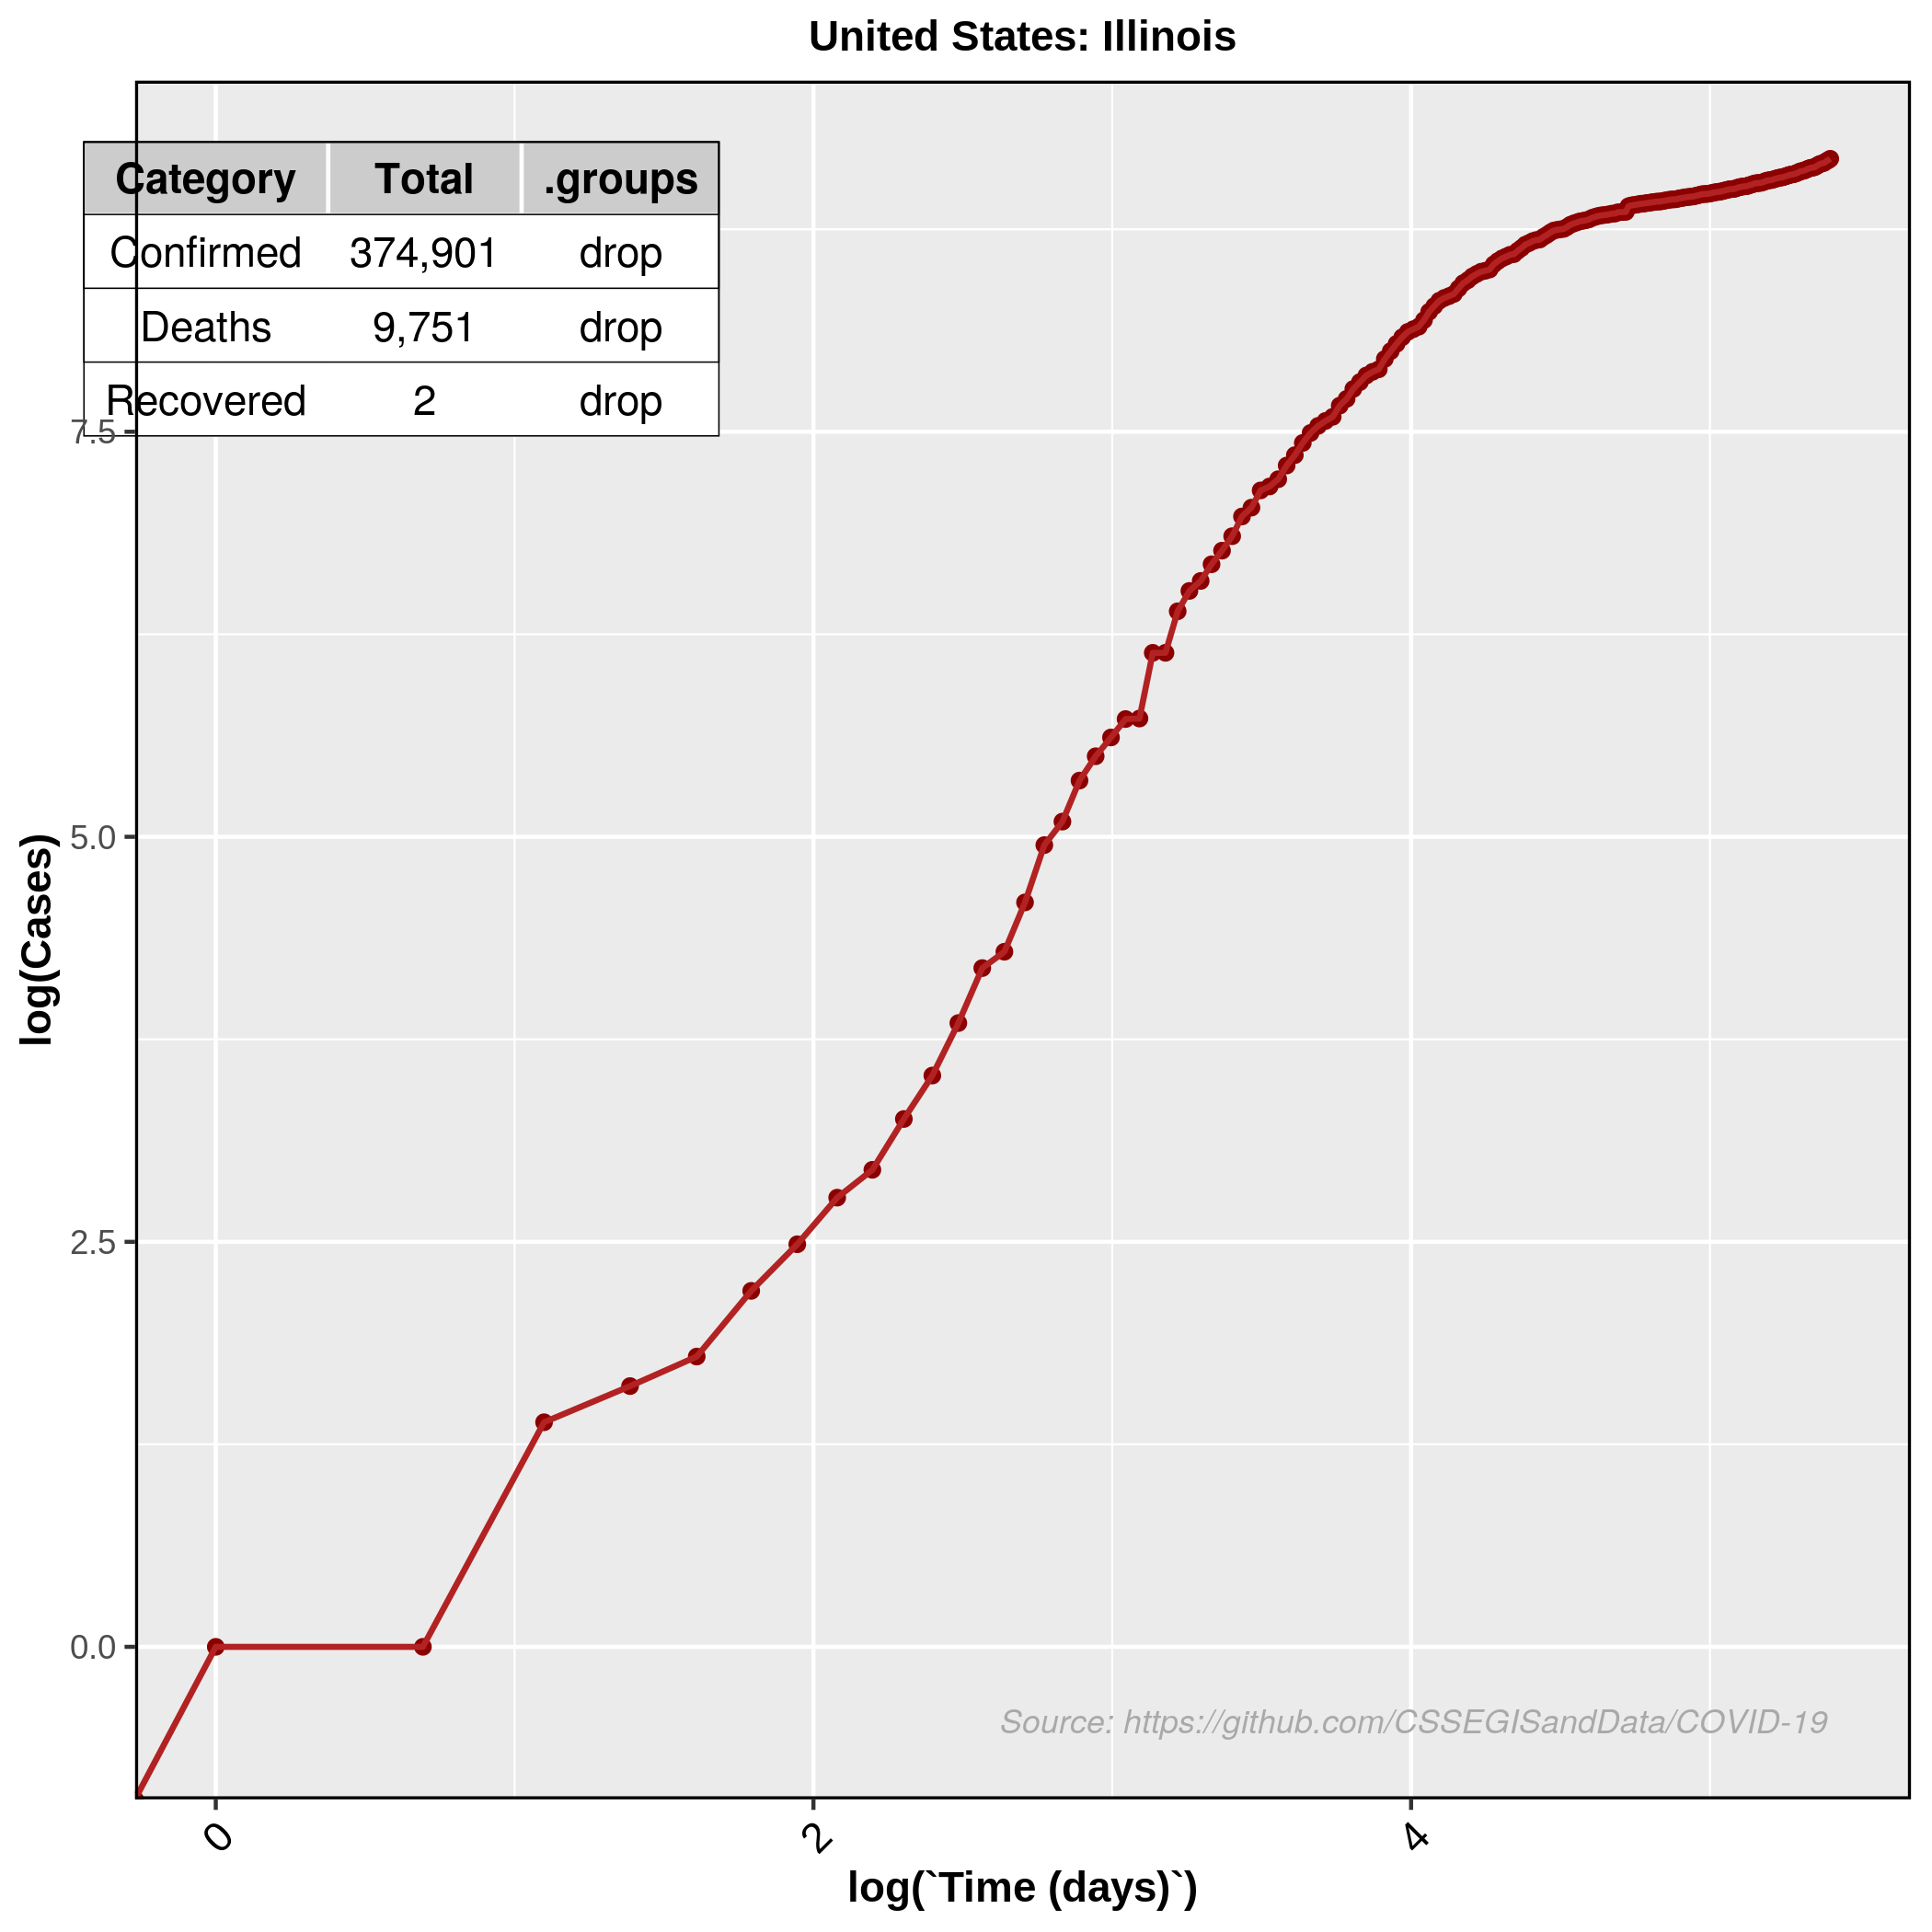 United States: Illinois
Category Total .groups
Confirmed 374,901 drop
Deaths 9,751 drop
Recovered 2 drop
7.5
5.0
2.5
0.0
log(Cases)
Source: https://github.com/CSSEGISandData/COVID-19
0 2 4
log(`Time (days)`)